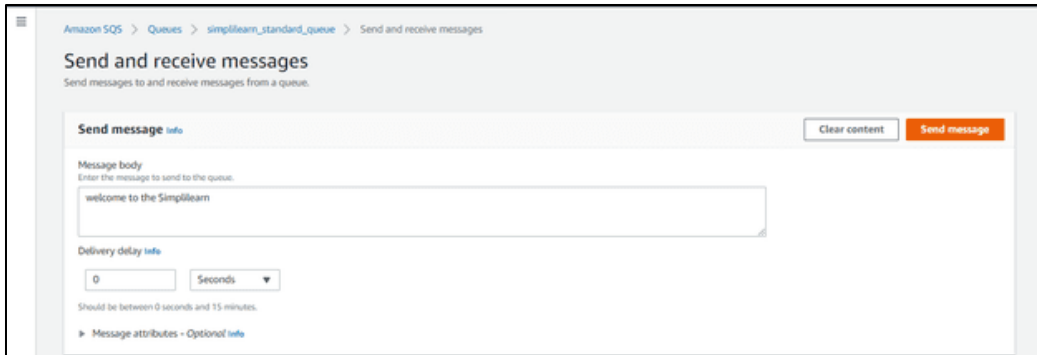 Amazon SQS > Queues > simplilearn_standard_queue > Send and receive messages
Send and receive messages
Send messages to and receive messages from a queue.
Send message Info
Clear content
Send message
Message body
Enter the message to send to the queue.
welcome to the Simplilearn
Delivery delay Info
0
Seconds
Should be between 0 seconds and 15 minutes.
Message attributes - Optional Info